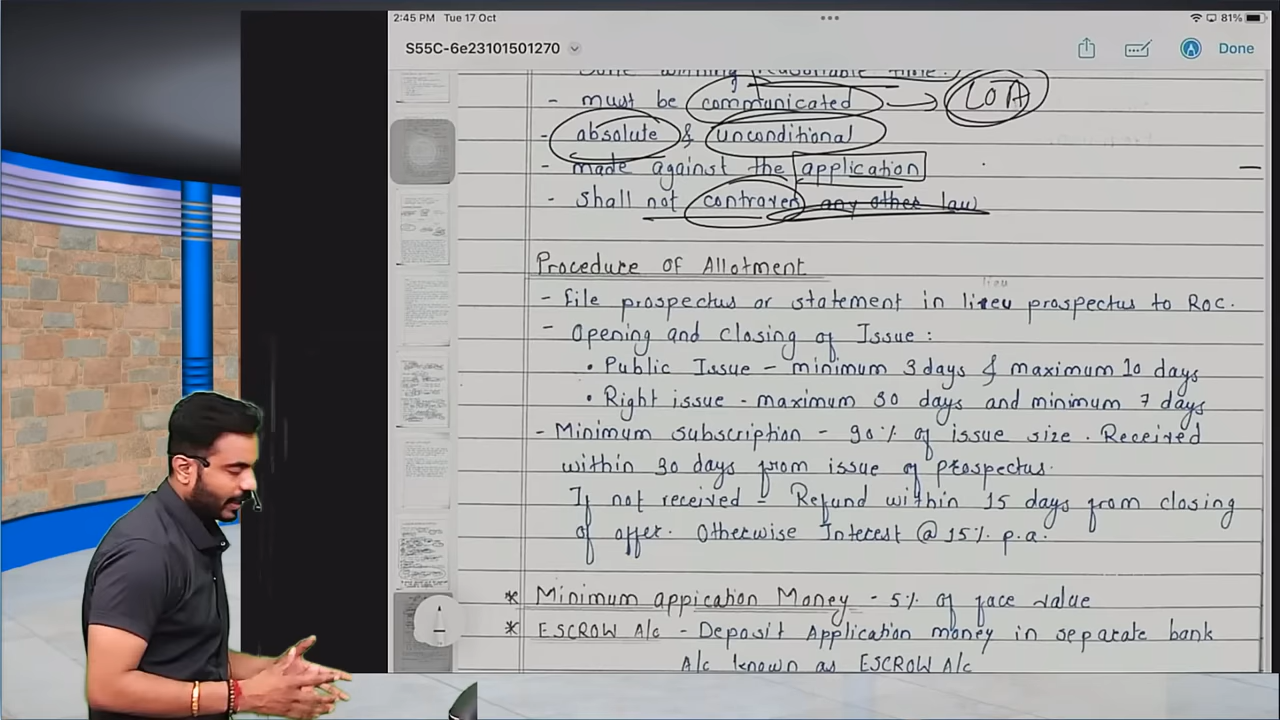 2:45 PM Tue 17 Oct
81%
S55C-6e23101501270
Done
reasonable time.
- must be communicated → LOA
- absolute & unconditional
- made against the application
- shall not contraven any other law
Procedure of Allotment
lieu
- file prospectus or statement in lireu prospectus to RoC.
- Opening and closing of Issue :
• Public Issue - minimum 3 days & maximum 10 days
• Right issue - maximum 30 days and minimum 7 days
- Minimum subscription - 90% of issue size. Received
within 30 days from issue of prospectus.
If not received - Refund within 15 days from closing
of offer. Otherwise Interest @ 15% p.a.
* Minimum appication Money - 5% of face value
* ESCROW A/c - Deposit Application money in separate bank
A/c known as ESCROW A/c